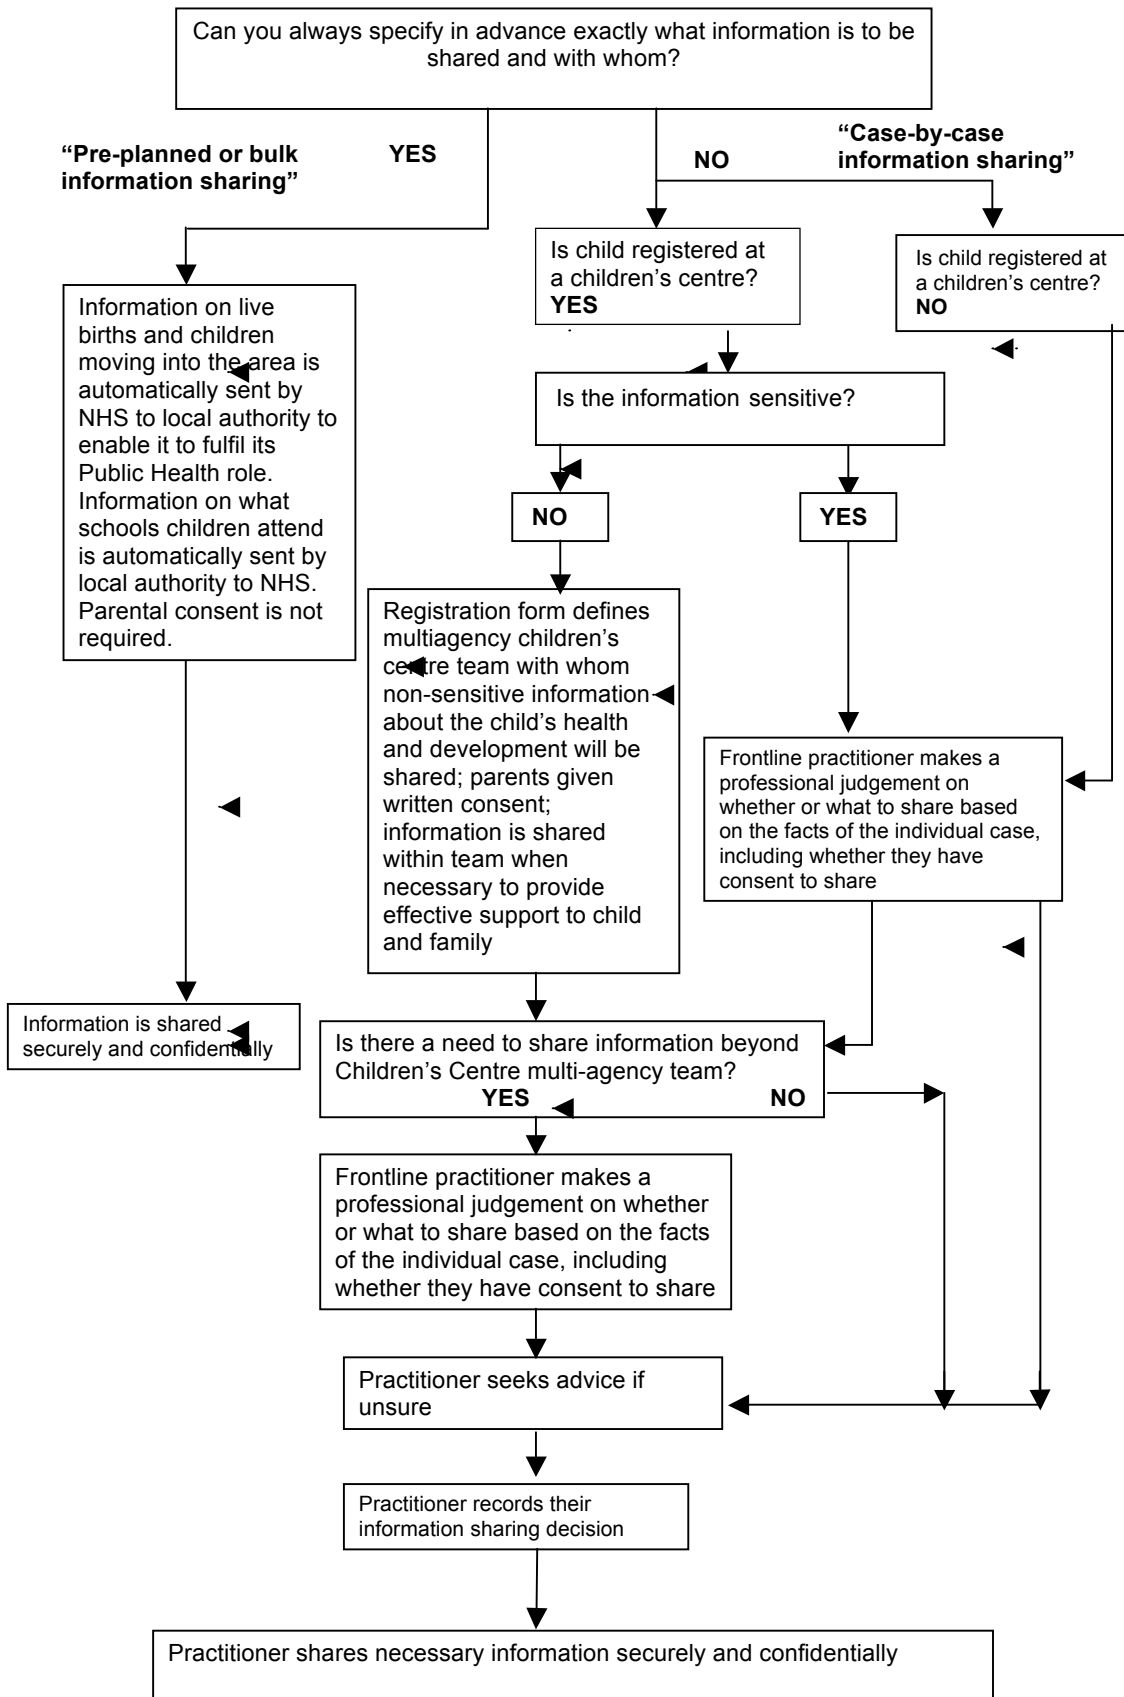 Can you always specify in advance exactly what information is to be
shared and with whom?
“Pre-planned or bulk
information sharing”
YES
NO
“Case-by-case
information sharing”
Information on live
births and children
moving into the area is
automatically sent by
NHS to local authority to
enable it to fulfil its
Public Health role.
Information on what
schools children attend
is automatically sent by
local authority to NHS.
Parental consent is not
required.
Is child registered at
a children’s centre?
YES
Is child registered at
a children’s centre?
NO
Is the information sensitive?
NO
YES
Registration form defines
multiagency children’s
centre team with whom
non-sensitive information
about the child’s health
and development will be
shared; parents given
written consent;
information is shared
within team when
necessary to provide
effective support to child
and family
Frontline practitioner makes a
professional judgement on
whether or what to share based
on the facts of the individual case,
including whether they have
consent to share
Information is shared
securely and confidentially
Is there a need to share information beyond
Children’s Centre multi-agency team?
YES NO
Frontline practitioner makes a
professional judgement on whether
or what to share based on the facts
of the individual case, including
whether they have consent to share
Practitioner seeks advice if
unsure
Practitioner records their
information sharing decision
Practitioner shares necessary information securely and confidentially